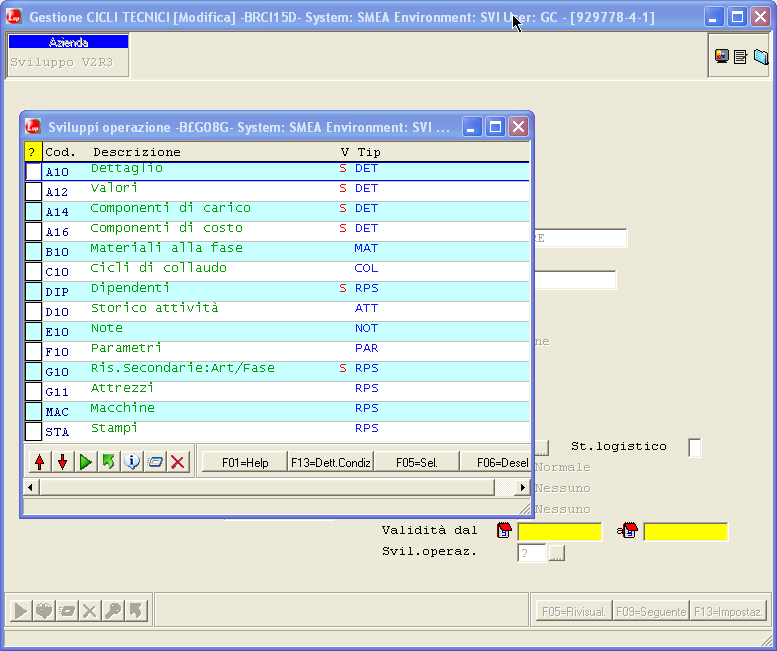 Gestione CICLI TECNICI [Modifica] -BRCI15D- System: SMEA Environment: SVI User: GC - [929778-4-1]
Azienda
Sviluppo V2R3
Sviluppi operazione -B£G08G- System: SMEA Environment: SVI ...
? Cod. Descrizione V Tip
A10 Dettaglio S DET
A12 Valori S DET
A14 Componenti di carico S DET
A16 Componenti di costo S DET
B10 Materiali alla fase MAT
C10 Cicli di collaudo COL
DIP Dipendenti S RPS
D10 Storico attività ATT
E10 Note NOT
F10 Parametri PAR
G10 Ris.Secondarie:Art/Fase S RPS
G11 Attrezzi RPS
MAC Macchine RPS
STA Stampi RPS
F01=Help F13=Dett.Condiz F05=Sel. F06=Desel
RE
ne
... St.logistico
Normale
Nessuno
Nessuno
Validità dal a
Svil.operaz. ? ...
F05=Rivisual. F09=Seguente F13=Impostaz.